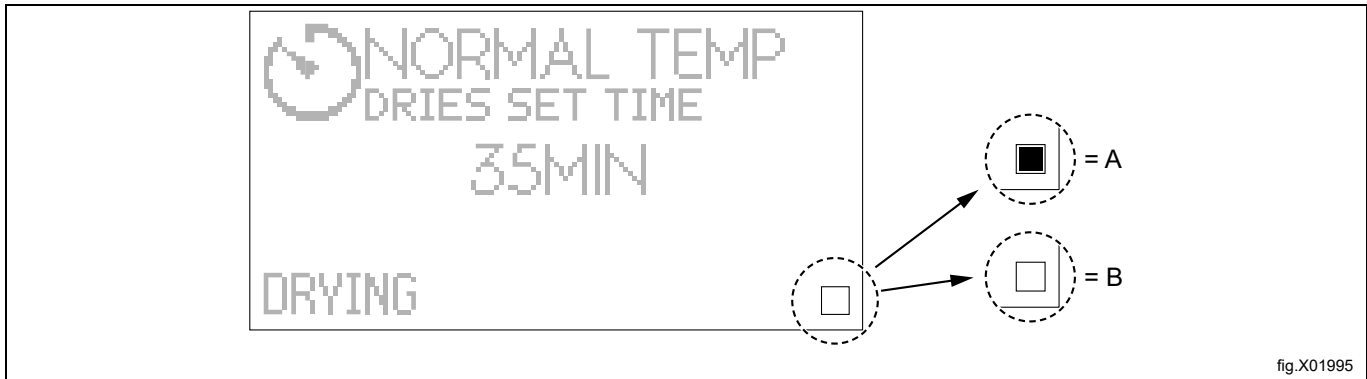 NORMAL TEMP
DRIES SET TIME
35MIN
DRYING
= A
= B
fig.X01995